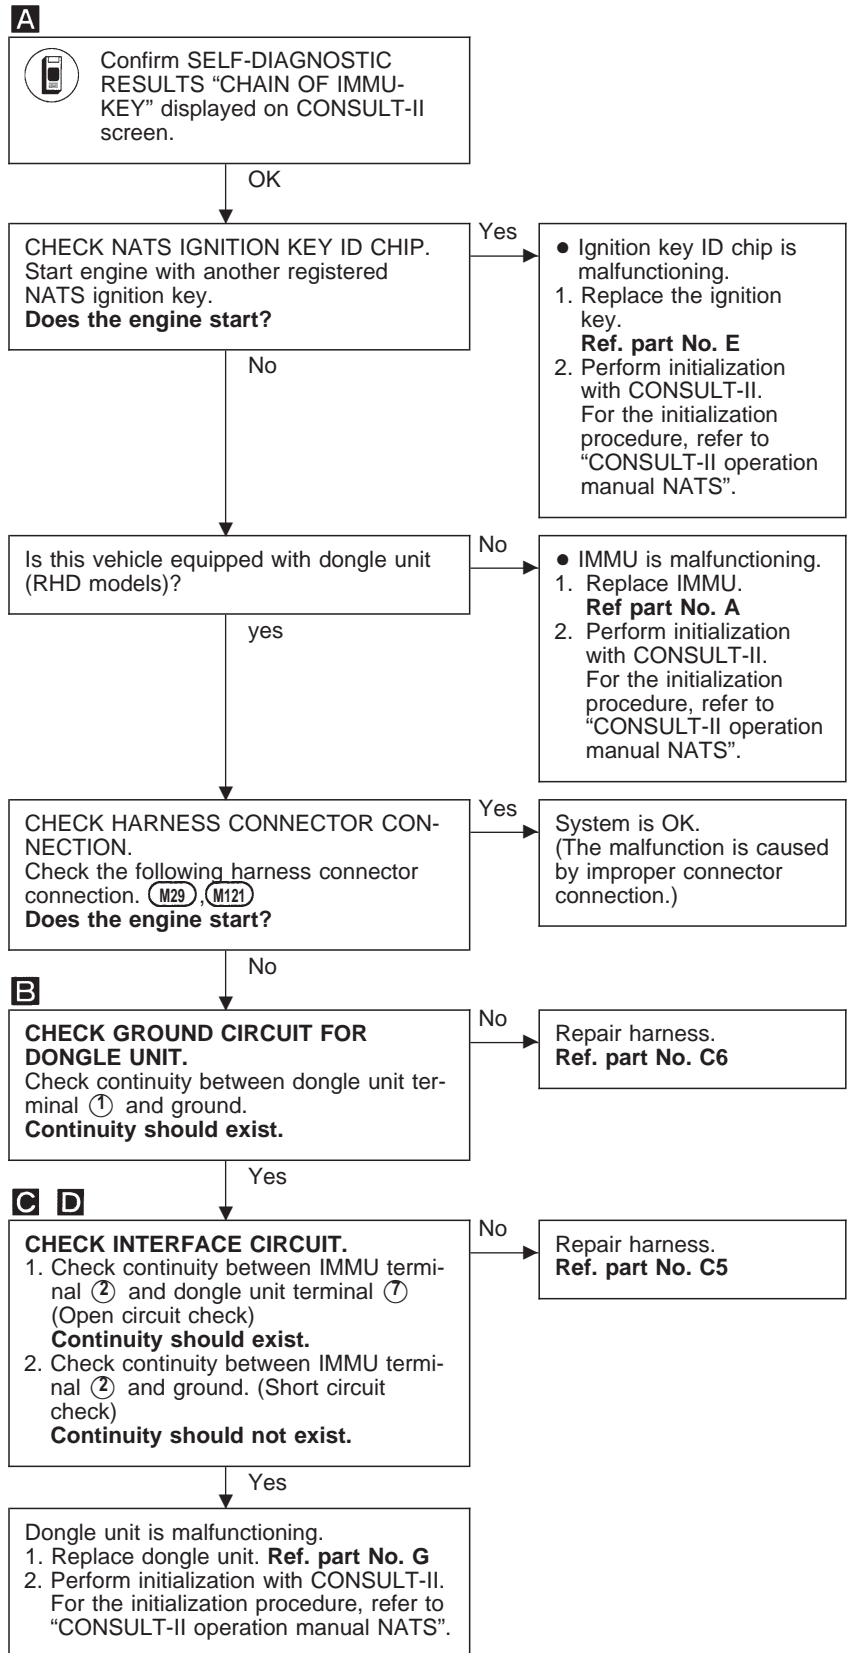 A
Confirm SELF-DIAGNOSTIC
RESULTS “CHAIN OF IMMU-
KEY” displayed on CONSULT-II
screen.
OK
CHECK NATS IGNITION KEY ID CHIP.
Start engine with another registered
NATS ignition key.
Does the engine start?
Yes
● Ignition key ID chip is
malfunctioning.
1. Replace the ignition
key.
Ref. part No. E
2. Perform initialization
with CONSULT-II.
For the initialization
procedure, refer to
“CONSULT-II operation
manual NATS”.
No
Is this vehicle equipped with dongle unit
(RHD models)?
No
● IMMU is malfunctioning.
1. Replace IMMU.
Ref part No. A
2. Perform initialization
with CONSULT-II.
For the initialization
procedure, refer to
“CONSULT-II operation
manual NATS”.
yes
CHECK HARNESS CONNECTOR CON-
NECTION.
Check the following harness connector
connection. M29 , M121
Does the engine start?
Yes
System is OK.
(The malfunction is caused
by improper connector
connection.)
No
B
CHECK GROUND CIRCUIT FOR
DONGLE UNIT.
Check continuity between dongle unit ter-
minal ① and ground.
Continuity should exist.
No
Repair harness.
Ref. part No. C6
Yes
C D
CHECK INTERFACE CIRCUIT.
1. Check continuity between IMMU termi-
nal ② and dongle unit terminal ⑦
(Open circuit check)
Continuity should exist.
2. Check continuity between IMMU termi-
nal ② and ground. (Short circuit
check)
Continuity should not exist.
No
Repair harness.
Ref. part No. C5
Yes
Dongle unit is malfunctioning.
1. Replace dongle unit. Ref. part No. G
2. Perform initialization with CONSULT-II.
For the initialization procedure, refer to
“CONSULT-II operation manual NATS”.